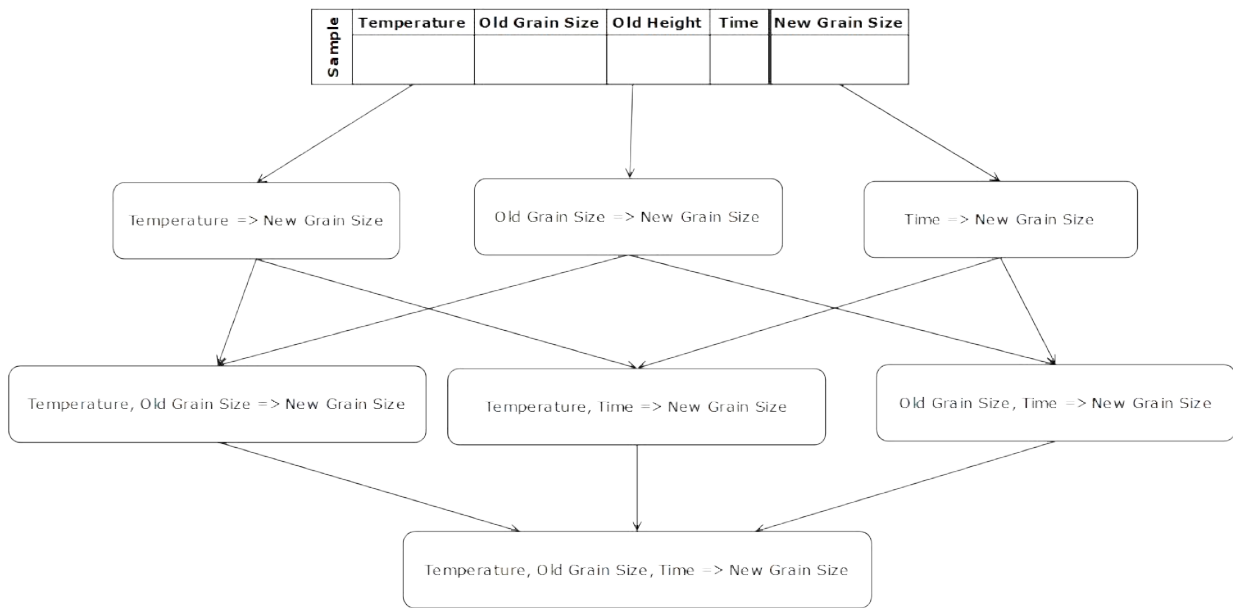 Sample
Temperature Old Grain Size Old Height Time New Grain Size
Temperature => New Grain Size
Old Grain Size => New Grain Size
Time => New Grain Size
Temperature, Old Grain Size => New Grain Size
Temperature, Time => New Grain Size
Old Grain Size, Time => New Grain Size
Temperature, Old Grain Size, Time => New Grain Size